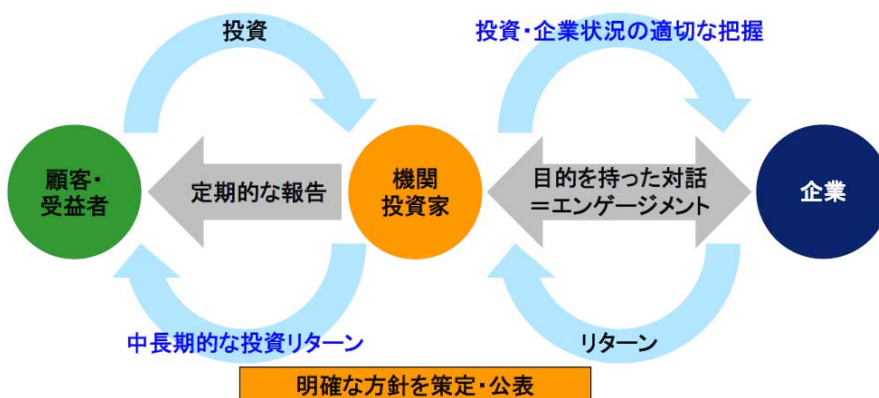 投資
投資・企業状況の適切な把握
顧客・
受益者
定期的な報告
機関
投資家
目的を持った対話
＝エンゲージメント
企業
中長期的な投資リターン
リターン
明確な方針を策定・公表